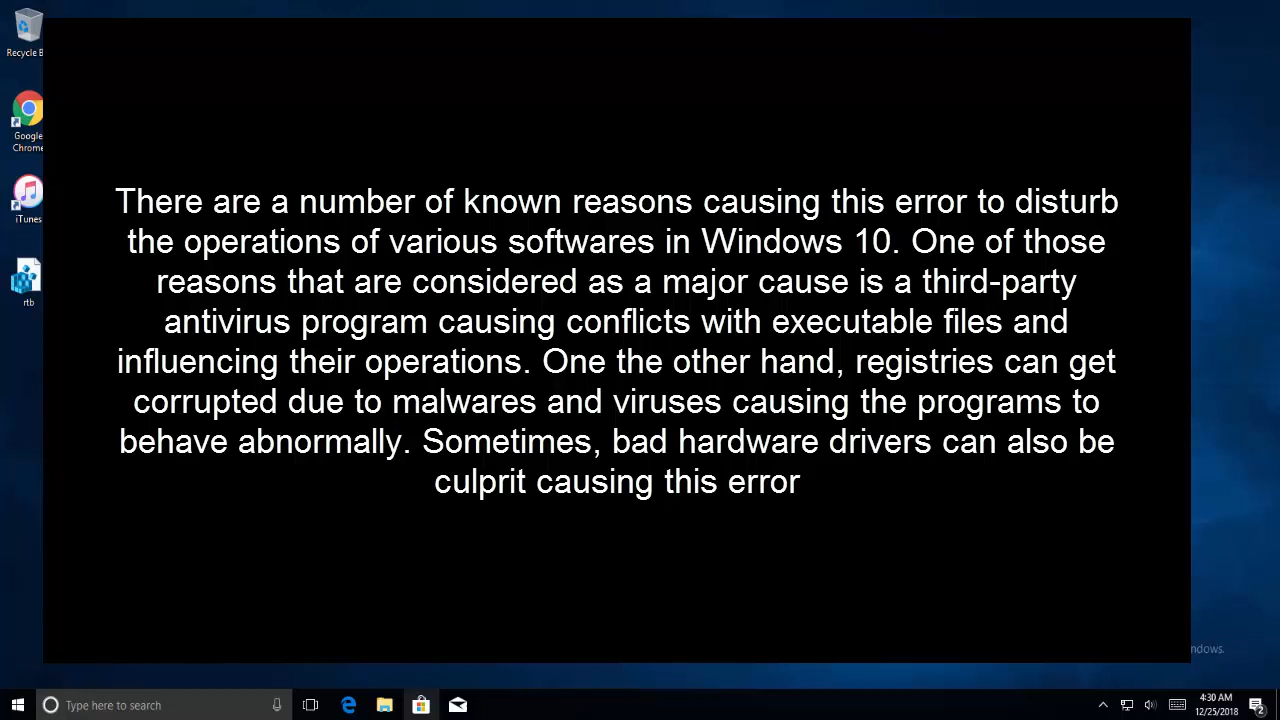 Recycle B
Google
Chrome
iTunes
rtb
There are a number of known reasons causing this error to disturb
the operations of various softwares in Windows 10. One of those
reasons that are considered as a major cause is a third-party
antivirus program causing conflicts with executable files and
influencing their operations. One the other hand, registries can get
corrupted due to malwares and viruses causing the programs to
behave abnormally. Sometimes, bad hardware drivers can also be
culprit causing this error
ndows.
Type here to search
4:30 AM
12/25/2018
2